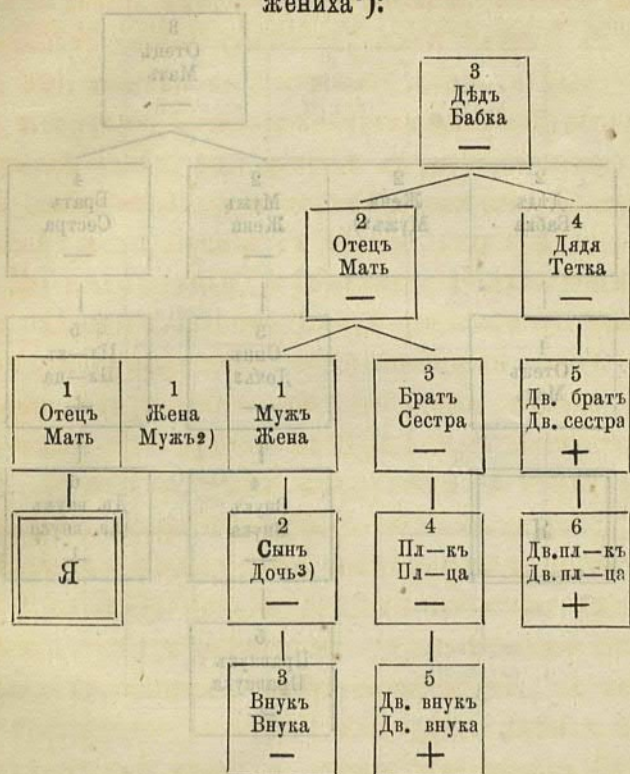 жениха*):
3
Дѣдъ
Бабка
—
2
Отецъ
Мать
—
4
Дядя
Тетка
—
1
Отецъ
Мать
1
Жена
Мужъ2)
1
Мужъ
Жена
3
Братъ
Сестра
—
5
Дв. братъ
Дв. сестра
+
Я
2
Сынъ
Дочь3)
—
4
Пл—къ
Пл—ца
—
6
Дв. пл—къ
Дв. пл—ца
+
3
Внукъ
Внука
—
5
Дв. внукъ
Дв. внука
+